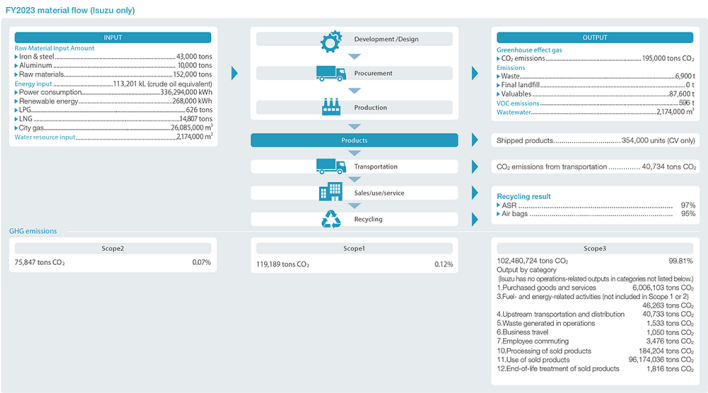 FY2023 material flow (Isuzu only)
INPUT
Raw Material Input Amount
▶Iron & steel 43,000 tons
▶Aluminum 10,000 tons
▶Raw materials 152,000 tons
Energy input 113,201 kL (crude oil equivalent)
▶Power consumption 336,294,000 kWh
▶Renewable energy 268,000 kWh
▶LPG 626 tons
▶LNG 14,807 tons
▶City gas 26,085,000 m³
Water resource input 2,174,000 m³
Development /Design
Procurement
Production
Products
Transportation
Sales/use/service
Recycling
OUTPUT
Greenhouse effect gas
▶CO₂ emissions 195,000 tons CO₂
Emissions
▶Waste 6,900 t
▶Final landfill 0 t
▶Valuables 87,600 t
VOC emissions 696 t
Wastewater 2,174,000 m³
Shipped products 354,000 units (CV only)
CO₂ emissions from transportation 40,734 tons CO₂
Recycling result
▶ASR 97%
▶Air bags 95%
GHG emissions
Scope2
75,847 tons CO₂ 0.07%
Scope1
119,189 tons CO₂ 0.12%
Scope3
102,480,724 tons CO₂ 99.81%
Output by category
(Isuzu has no operations-related outputs in categories not listed below.)
1.Purchased goods and services 6,006,103 tons CO₂
3.Fuel- and energy-related activities (not included in Scope 1 or 2)
46,263 tons CO₂
4.Upstream transportation and distribution 40,733 tons CO₂
5.Waste generated in operations 1,533 tons CO₂
6.Business travel 1,050 tons CO₂
7.Employee commuting 3,476 tons CO₂
10.Processing of sold products 184,204 tons CO₂
11.Use of sold products 96,174,036 tons CO₂
12.End-of-life treatment of sold products 1,816 tons CO₂